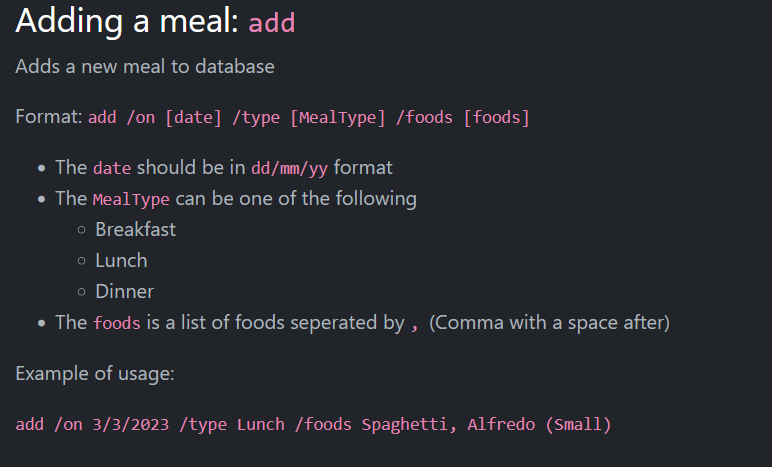 Adding a meal: add
Adds a new meal to database
Format: add /on [date] /type [MealType] /foods [foods]
The date should be in dd/mm/yy format
The MealType can be one of the following
Breakfast
Lunch
Dinner
The foods is a list of foods seperated by , (Comma with a space after)
Example of usage:
add /on 3/3/2023 /type Lunch /foods Spaghetti, Alfredo (Small)